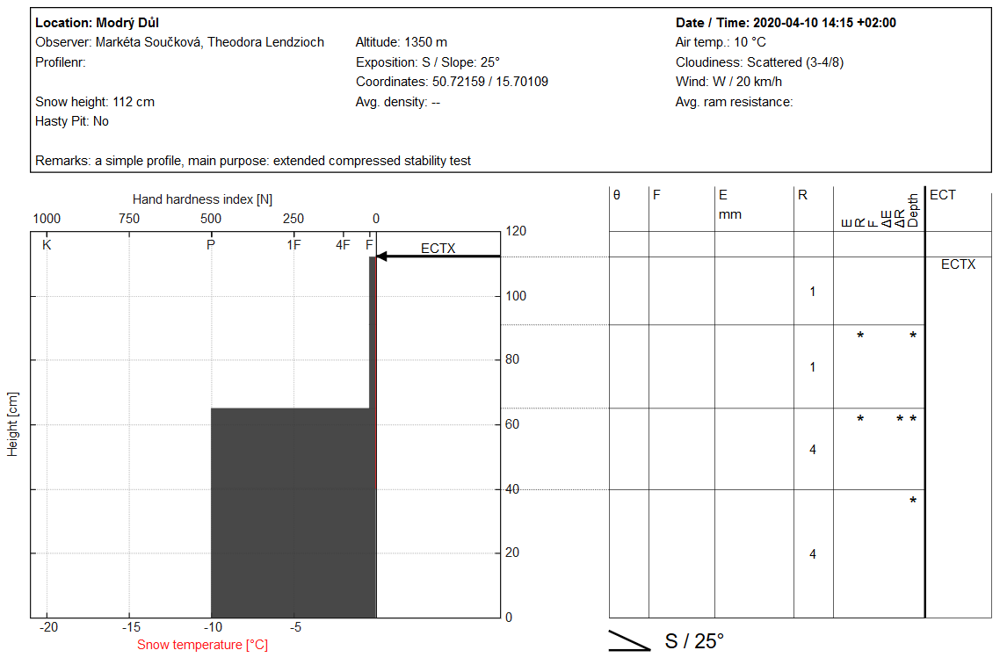 Location: Modrý Důl
Date / Time: 2020-04-10 14:15 +02:00
Observer: Markéta Součková, Theodora Lendzioch
Altitude: 1350 m
Air temp.: 10 °C
Profilenr:
Exposition: S / Slope: 25°
Cloudiness: Scattered (3-4/8)
Coordinates: 50.72159 / 15.70109
Wind: W / 20 km/h
Snow height: 112 cm
Avg. density: --
Avg. ram resistance:
Hasty Pit: No
Remarks: a simple profile, main purpose: extended compressed stability test
Hand hardness index [N]
1000 750 500 250 0
K P 1F 4F F
ECTX
120
100
80
60
40
20
0
Height [cm]
-20 -15 -10 -5
Snow temperature [°C]
θ F E R
mm
E
R
F
ΔE
ΔR
Depth
ECT
ECTX
1
* *
1
* * *
4
*
4
S / 25°